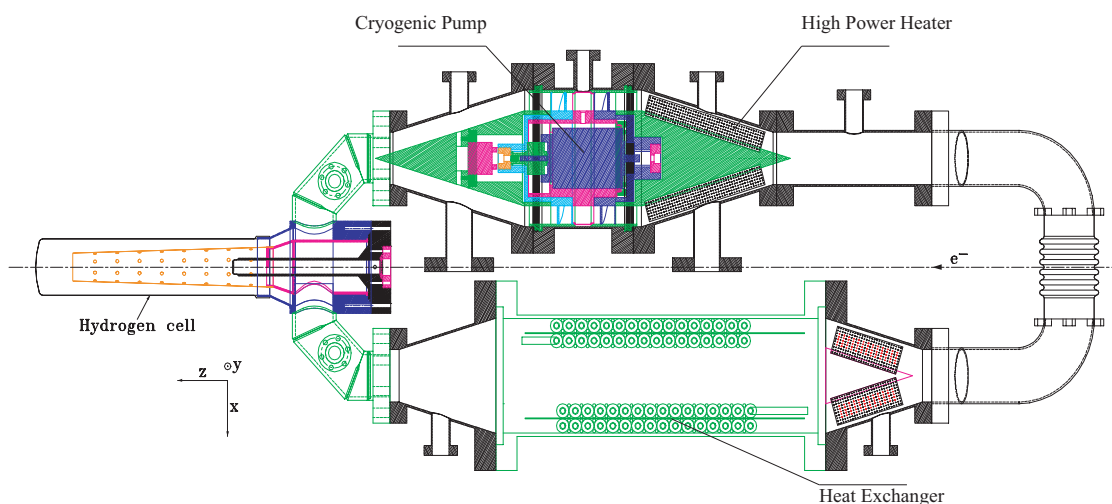 Cryogenic Pump
High Power Heater
e⁻
Hydrogen cell
⊙y
z
x
Heat Exchanger